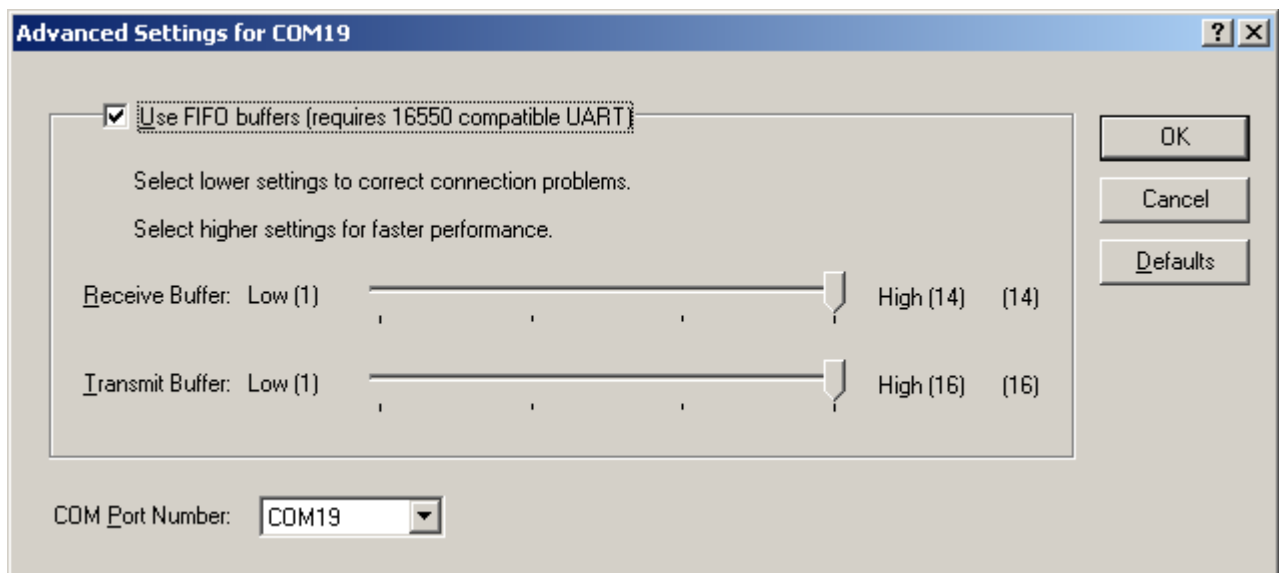 Advanced Settings for COM19
Use FIFO buffers (requires 16550 compatible UART)
OK
Select lower settings to correct connection problems.
Cancel
Select higher settings for faster performance.
Defaults
Receive Buffer: Low (1) High (14) (14)
Transmit Buffer: Low (1) High (16) (16)
COM Port Number: COM19